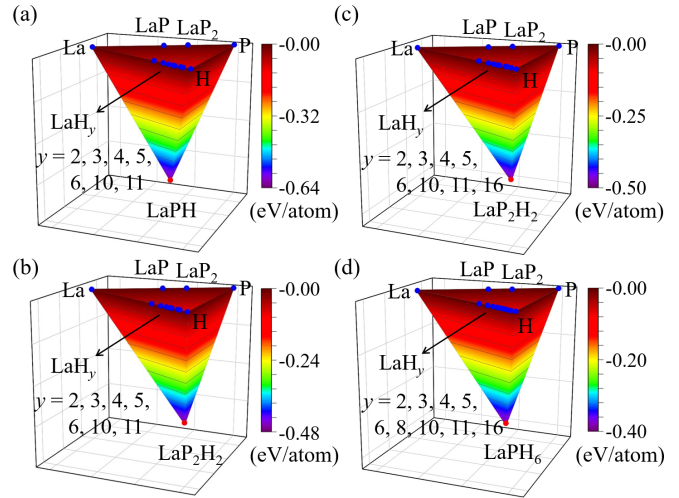 (a)
La
LaP
LaP₂
P
H
LaHᵧ
y = 2, 3, 4, 5,
6, 10, 11
LaPH
-0.00
-0.32
-0.64
(eV/atom)
(c)
La
LaP
LaP₂
P
H
LaHᵧ
y = 2, 3, 4, 5,
6, 10, 11, 16
LaP₂H₂
-0.00
-0.25
-0.50
(eV/atom)
(b)
La
LaP
LaP₂
P
H
LaHᵧ
y = 2, 3, 4, 5,
6, 10, 11
LaP₂H₂
-0.00
-0.24
-0.48
(eV/atom)
(d)
La
LaP
LaP₂
P
H
LaHᵧ
y = 2, 3, 4, 5,
6, 8, 10, 11, 16
LaPH₆
-0.00
-0.20
-0.40
(eV/atom)